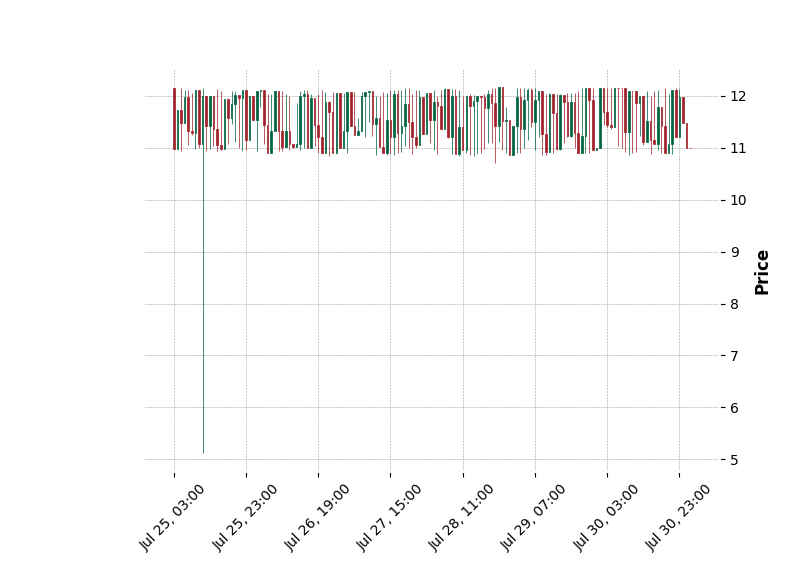 12
11
10
9
8
7
6
5
Price
Jul 25, 03:00
Jul 25, 23:00
Jul 26, 19:00
Jul 27, 15:00
Jul 28, 11:00
Jul 29, 07:00
Jul 30, 03:00
Jul 30, 23:00